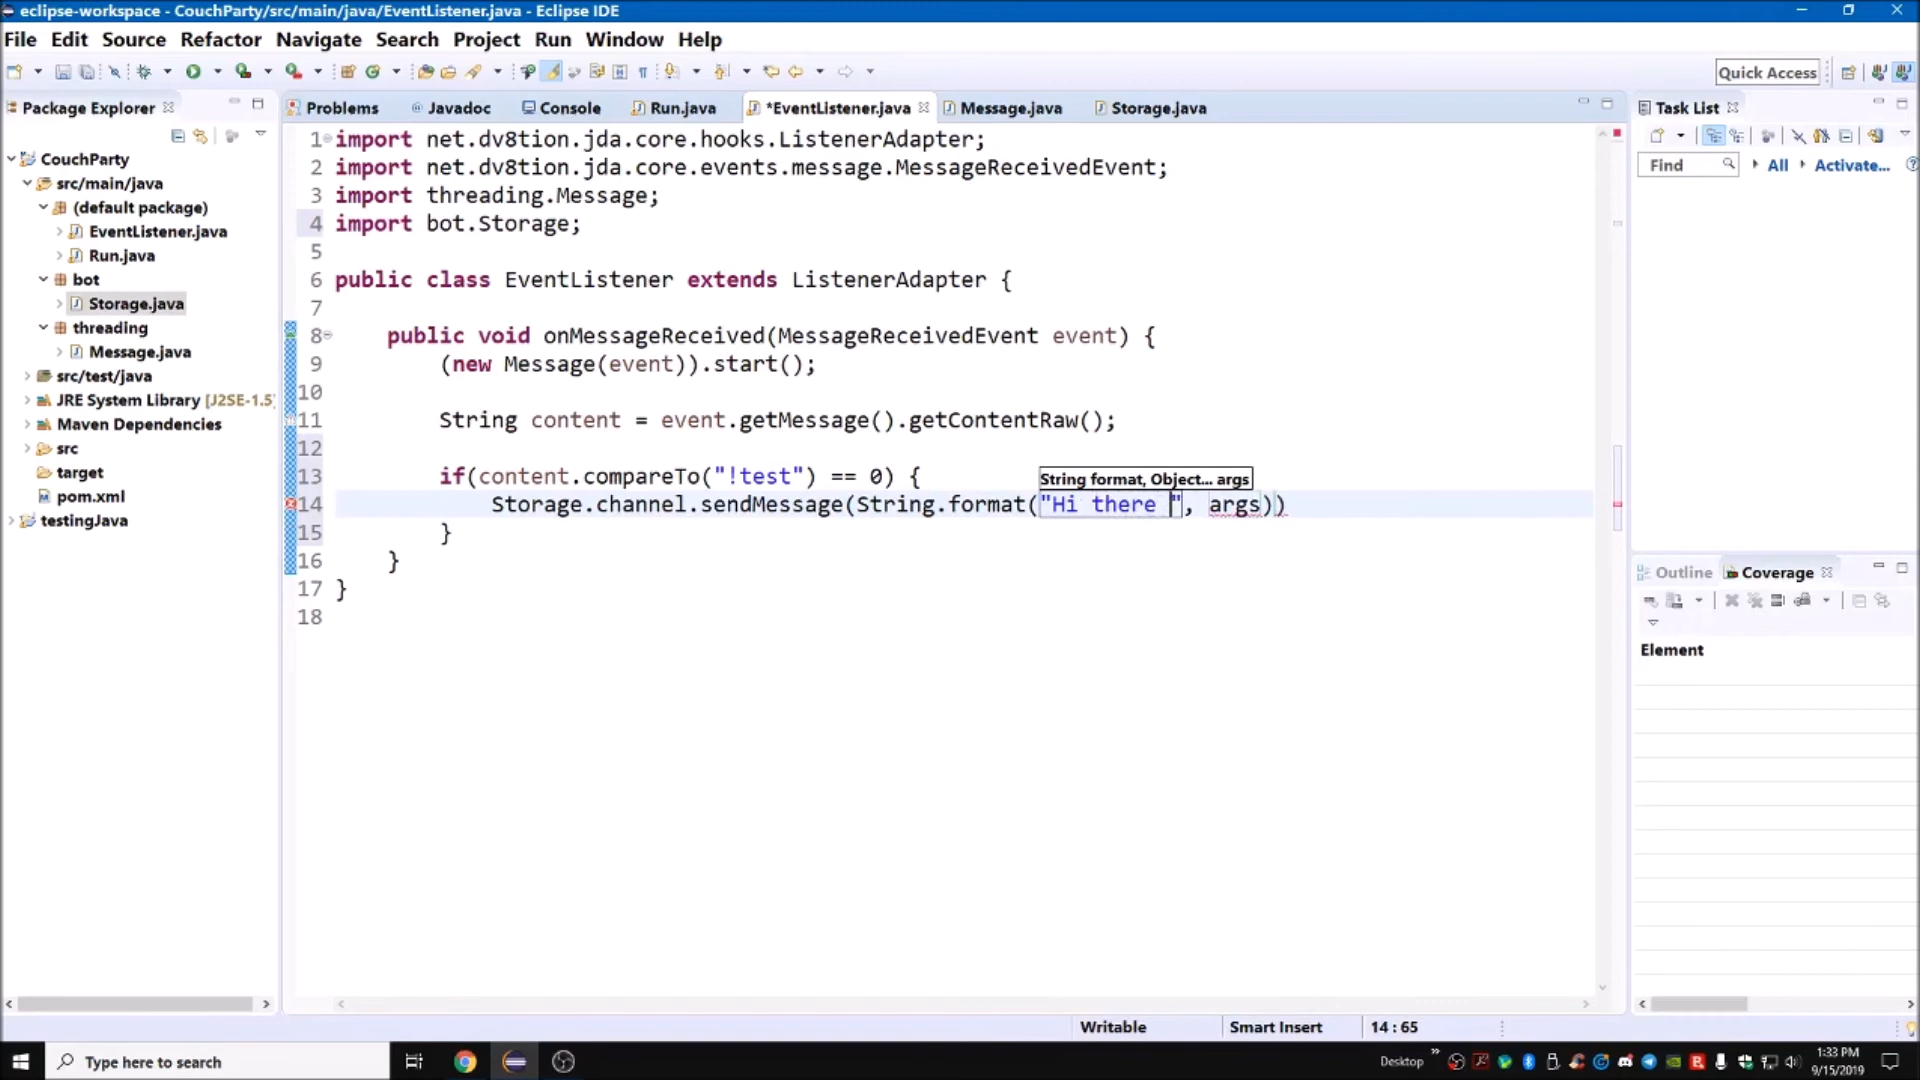 eclipse-workspace - CouchParty/src/main/java/EventListener.java - Eclipse IDE
File Edit Source Refactor Navigate Search Project Run Window Help
Quick Access
Package Explorer
Problems Javadoc Console Run.java *EventListener.java Message.java Storage.java
Task List
CouchParty
src/main/java
(default package)
EventListener.java
Run.java
bot
Storage.java
threading
Message.java
src/test/java
JRE System Library [J2SE-1.5]
Maven Dependencies
src
target
pom.xml
testingJava
1 import net.dv8tion.jda.core.hooks.ListenerAdapter;
2 import net.dv8tion.jda.core.events.message.MessageReceivedEvent;
3 import threading.Message;
4 import bot.Storage;
5
6 public class EventListener extends ListenerAdapter {
7
8 public void onMessageReceived(MessageReceivedEvent event) {
9 (new Message(event)).start();
10
11 String content = event.getMessage().getContentRaw();
12
13 if(content.compareTo("!test") == 0) {
String format, Object... args
14 Storage.channel.sendMessage(String.format("Hi there ", args))
15 }
16 }
17 }
18
Find All Activate...
Outline Coverage
Element
Writable Smart Insert 14 : 65
Type here to search
Desktop
1:33 PM
9/15/2019